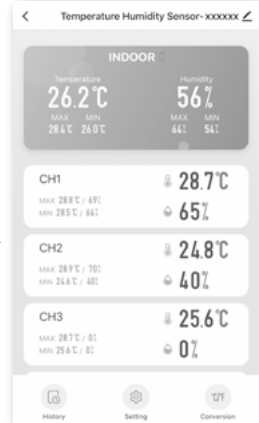 Temperature Humidity Sensor-xxxxxx
INDOOR
Temperature Humidity
26.2℃ 56%
MAX MIN MAX MIN
28.4℃ 26.0℃ 64% 54%
CH1
28.7℃
MAX 28.8℃ / 69%
MIN 28.5℃ / 64%
65%
CH2
24.8℃
MAX 28.9℃ / 70%
MIN 24.6℃ / 40%
40%
CH3
25.6℃
MAX 28.7℃ / 0%
MIN 25.6℃ / 0%
0%
History Setting Conversion